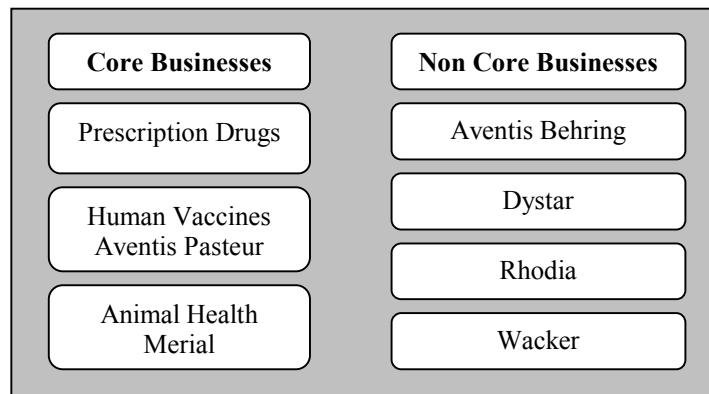 Core Businesses
Prescription Drugs
Human Vaccines
Aventis Pasteur
Animal Health
Merial
Non Core Businesses
Aventis Behring
Dystar
Rhodia
Wacker